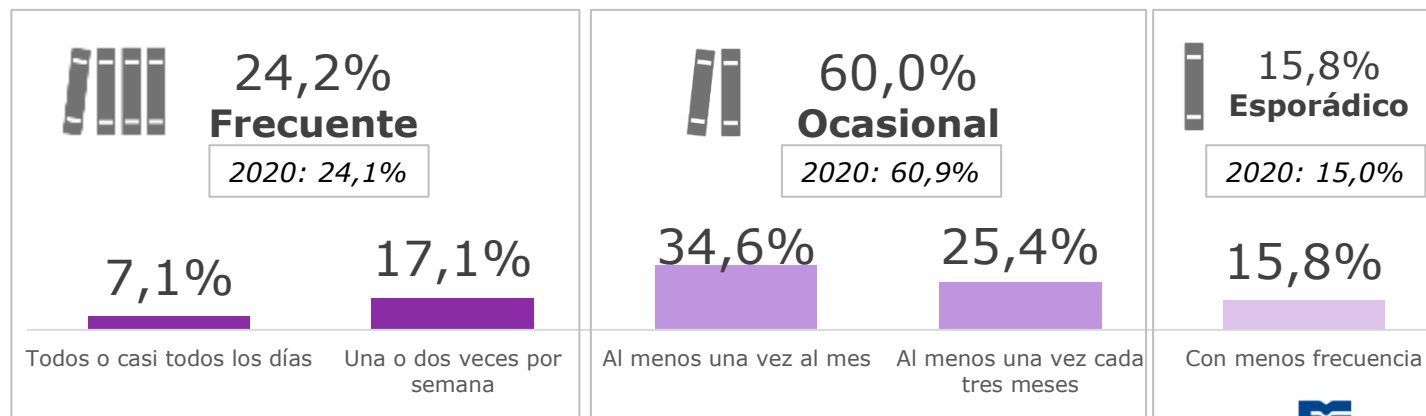 24,2%
Frecuente
2020: 24,1%
7,1%
17,1%
Todos o casi todos los días
Una o dos veces por
semana
60,0%
Ocasional
2020: 60,9%
34,6%
25,4%
Al menos una vez al mes
Al menos una vez cada
tres meses
15,8%
Esporádico
2020: 15,0%
15,8%
Con menos frecuencia